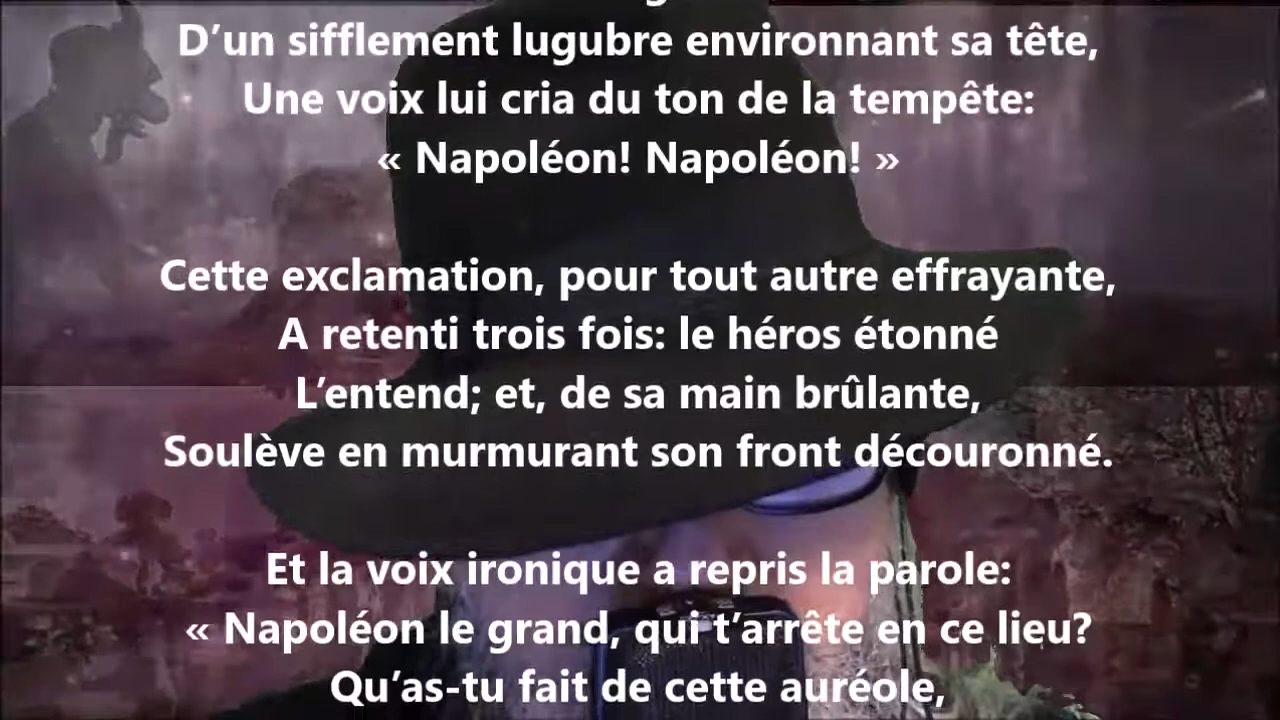 D’un sifflement lugubre environnant sa tête,
Une voix lui cria du ton de la tempête:
« Napoléon! Napoléon! »
Cette exclamation, pour tout autre effrayante,
A retenti trois fois: le héros étonné
L’entend; et, de sa main brûlante,
Soulève en murmurant son front découronné.
Et la voix ironique a repris la parole:
« Napoléon le grand, qui t’arrête en ce lieu?
Qu’as-tu fait de cette auréole,